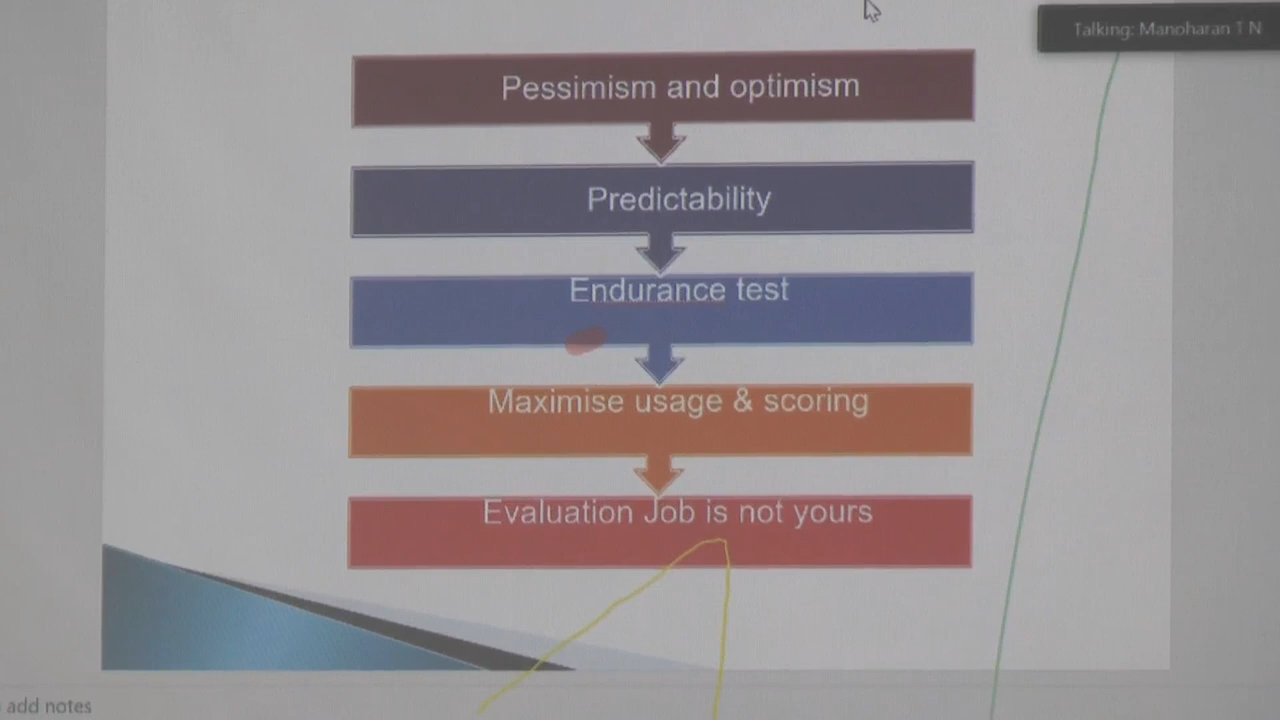 Talking: Manoharan T N
Pessimism and optimism
Predictability
Endurance test
Maximise usage & scoring
Evaluation Job is not yours
add notes